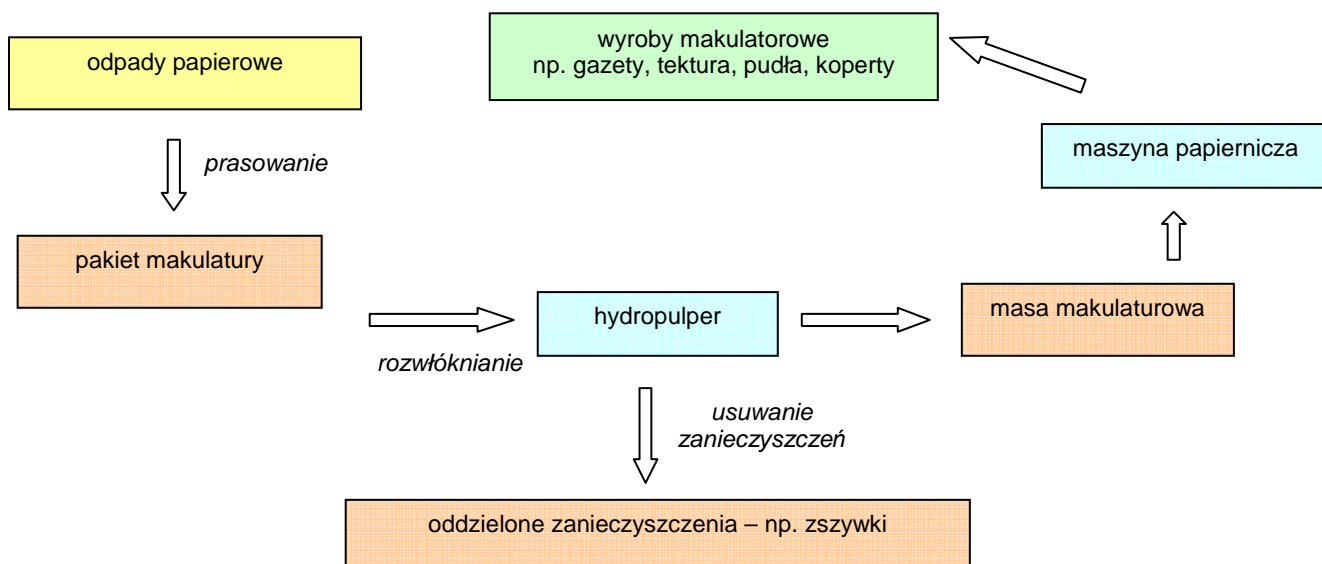 odpady papierowe
wyroby makulatorowe
np. gazety, tektura, pudła, koperty
maszyna papiernicza
prasowanie
pakiet makulatury
hydropulper
masa makulaturowa
rozwłóknianie
usuwanie
zanieczyszczeń
oddzielone zanieczyszczenia – np. zszywki